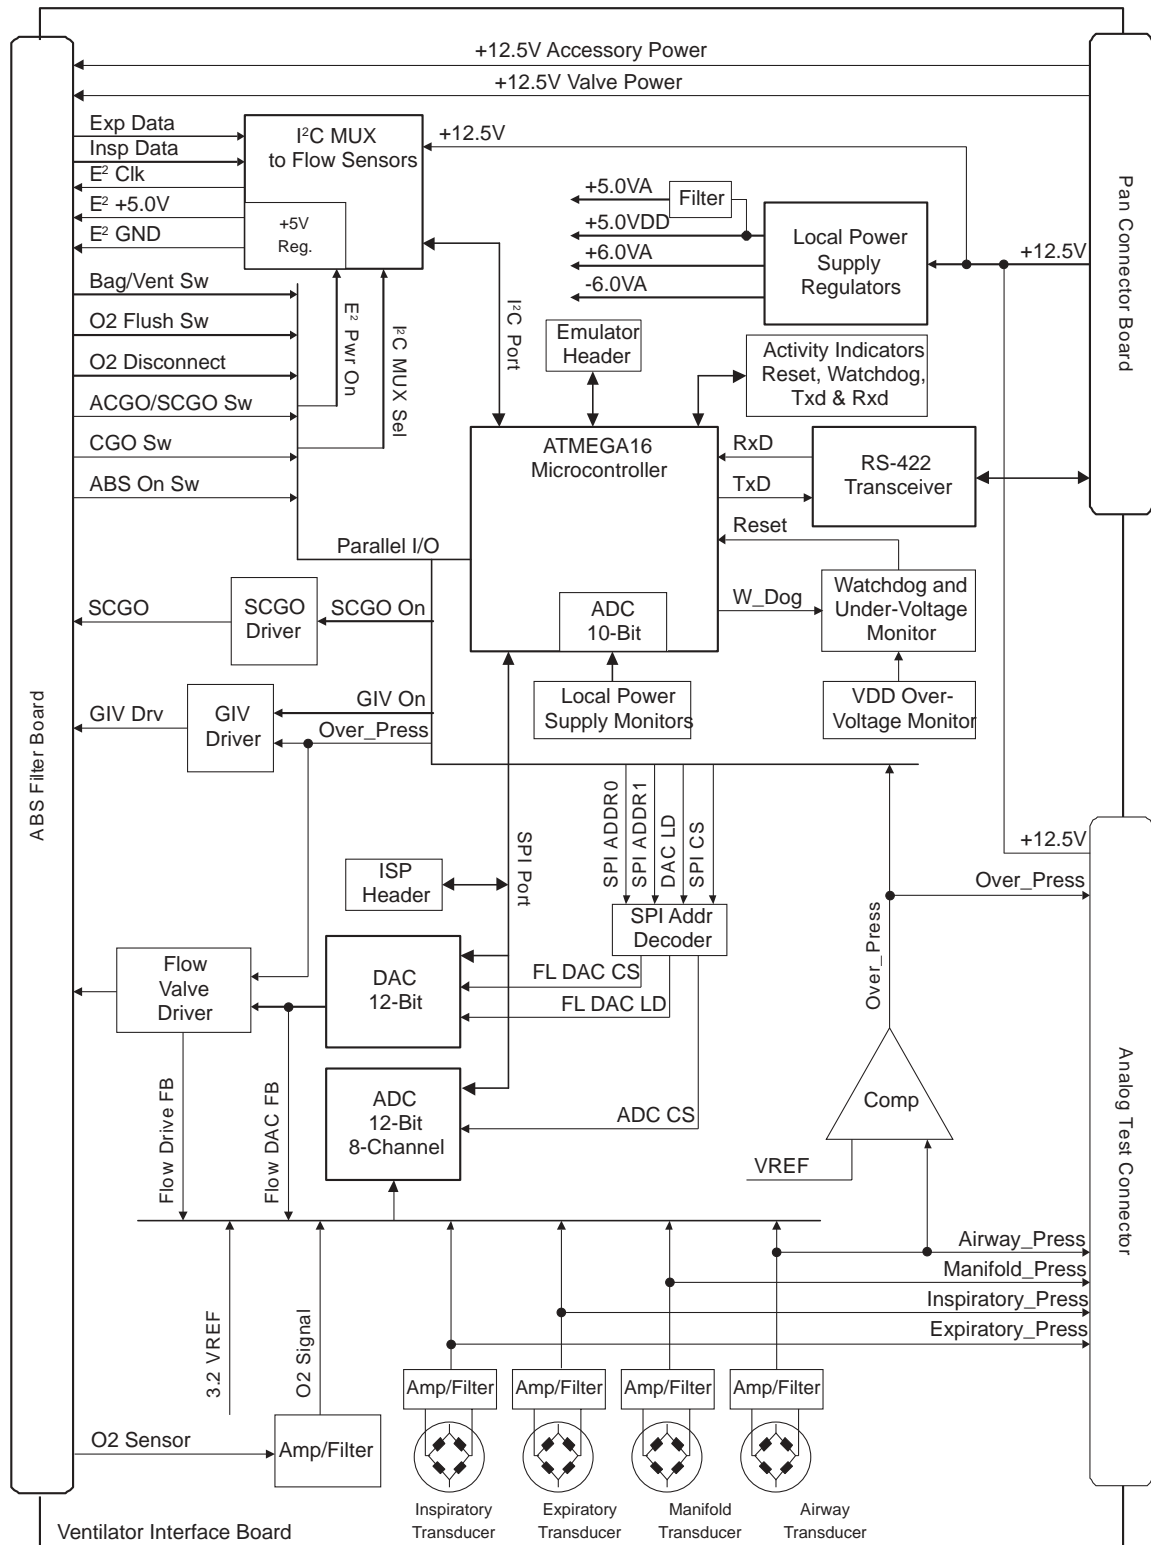 +12.5V Accessory Power
+12.5V Valve Power
Exp Data
Insp Data
E² Clk
E² +5.0V
E² GND
I²C MUX
to Flow Sensors
+5V
Reg.
+12.5V
+5.0VA
Filter
+5.0VDD
+6.0VA
-6.0VA
Local Power
Supply
Regulators
+12.5V
Pan Connector Board
Bag/Vent Sw
O2 Flush Sw
O2 Disconnect
ACGO/SCGO Sw
CGO Sw
ABS On Sw
E² Pwr On
I²C MUX Sel
I²C Port
Emulator
Header
Activity Indicators
Reset, Watchdog,
Txd & Rxd
ATMEGA16
Microcontroller
RxD
TxD
RS-422
Transceiver
Reset
W_Dog
Watchdog and
Under-Voltage
Monitor
Parallel I/O
ADC
10-Bit
SCGO
SCGO
Driver
SCGO On
Local Power
Supply Monitors
VDD Over-
Voltage Monitor
GIV Drv
GIV
Driver
GIV On
Over_Press
ABS Filter Board
SPI Port
SPI ADDR0
SPI ADDR1
DAC LD
SPI CS
+12.5V
Over_Press
Over_Press
ISP
Header
SPI Addr
Decoder
Flow
Valve
Driver
DAC
12-Bit
FL DAC CS
FL DAC LD
ADC
12-Bit
8-Channel
ADC CS
Comp
VREF
Flow Drive FB
Flow DAC FB
Analog Test Connector
Airway_Press
Manifold_Press
Inspiratory_Press
Expiratory_Press
3.2 VREF
O2 Signal
Amp/Filter
Amp/Filter
Amp/Filter
Amp/Filter
O2 Sensor
Amp/Filter
Inspiratory
Transducer
Expiratory
Transducer
Manifold
Transducer
Airway
Transducer
Ventilator Interface Board